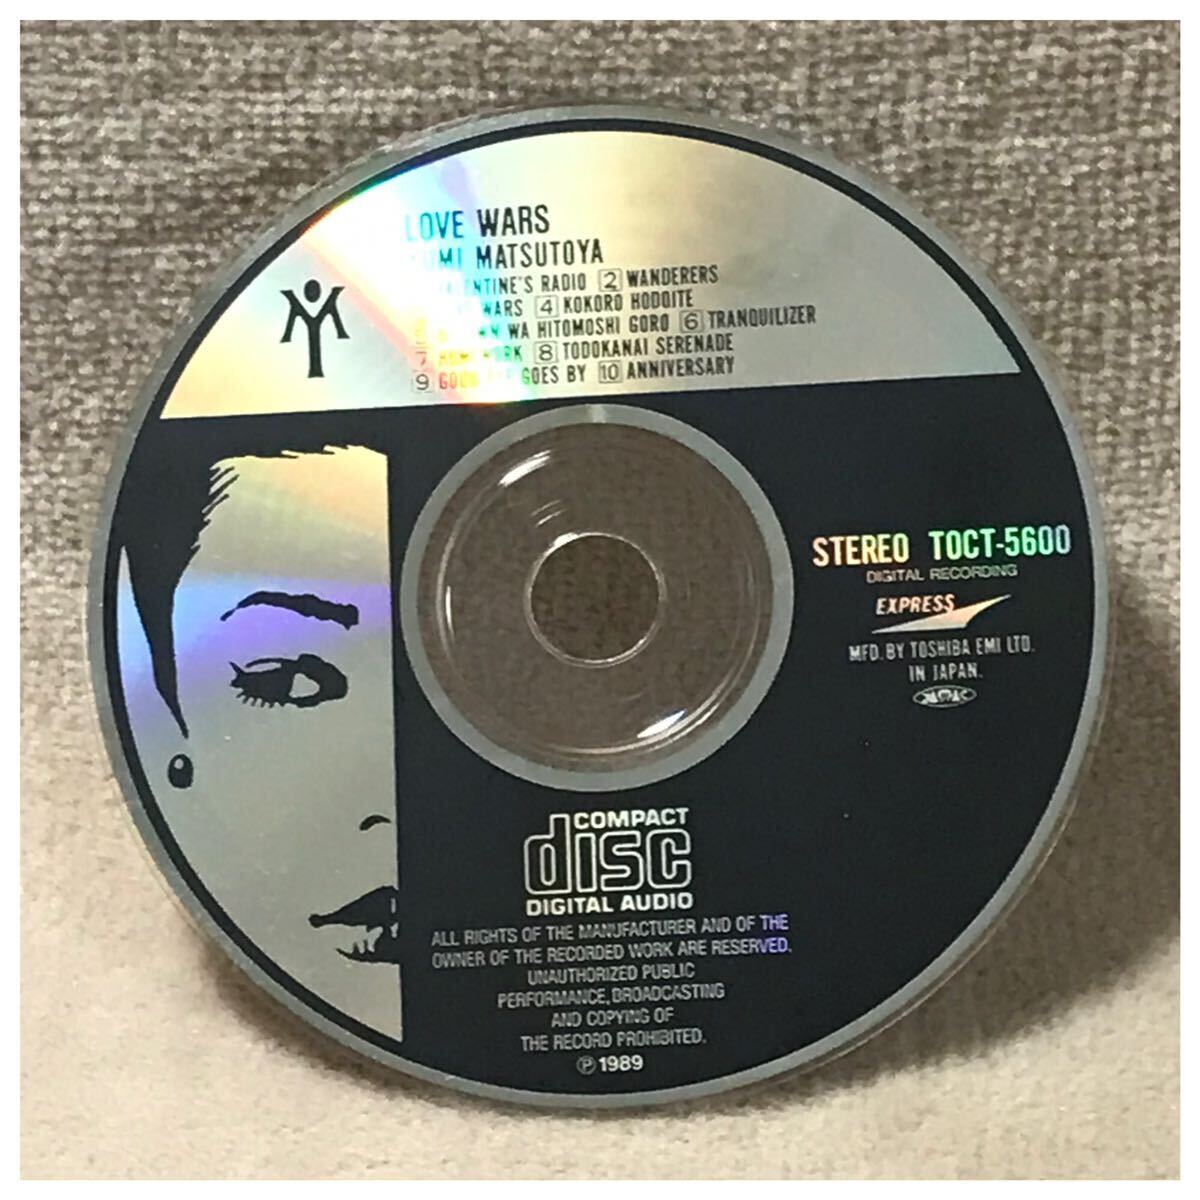 LOVE WARS
YUMI MATSUTOYA
RADIO 2 WANDERERS
WARS 4 KOKORO HODOITE
WA HITOMOSHI GORO 6 TRANQUILIZER
7 8 TODOKANAI SERENADE
9 GOES BY 10 ANNIVERSARY
STEREO TOCT-5600
DIGITAL RECORDING
EXPRESS
MFD. BY TOSHIBA EMI LTD.
IN JAPAN.
JASRAC
COMPACT
disc
DIGITAL AUDIO
ALL RIGHTS OF THE MANUFACTURER AND OF THE
OWNER OF THE RECORDED WORK ARE RESERVED.
UNAUTHORIZED PUBLIC
PERFORMANCE, BROADCASTING
AND COPYING OF
THE RECORD PROHIBITED.
℗ 1989